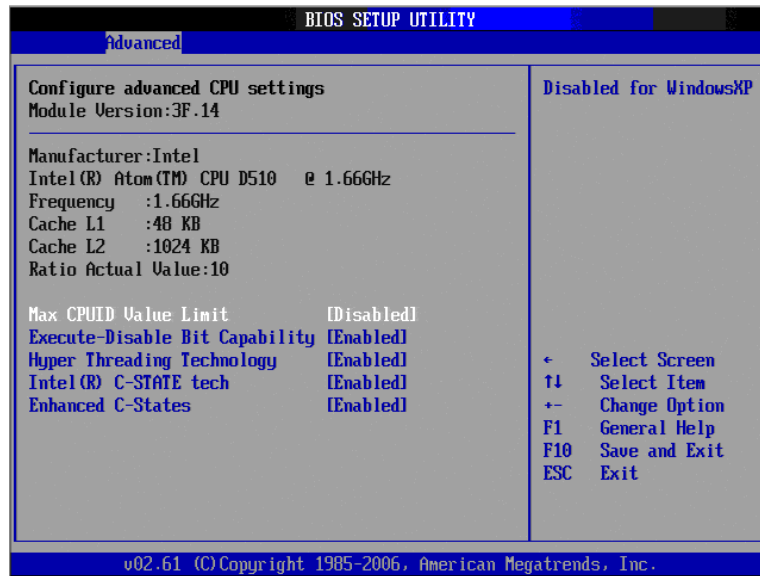 BIOS SETUP UTILITY
Advanced
Configure advanced CPU settings
Module Version:3F.14
Manufacturer:Intel
Intel(R) Atom(TM) CPU D510 @ 1.66GHz
Frequency :1.66GHz
Cache L1 :48 KB
Cache L2 :1024 KB
Ratio Actual Value:10
Max CPUID Value Limit [Disabled]
Execute-Disable Bit Capability [Enabled]
Hyper Threading Technology [Enabled]
Intel(R) C-STATE tech [Enabled]
Enhanced C-States [Enabled]
Disabled for WindowsXP
← Select Screen
↑↓ Select Item
+- Change Option
F1 General Help
F10 Save and Exit
ESC Exit
v02.61 (C)Copyright 1985-2006, American Megatrends, Inc.